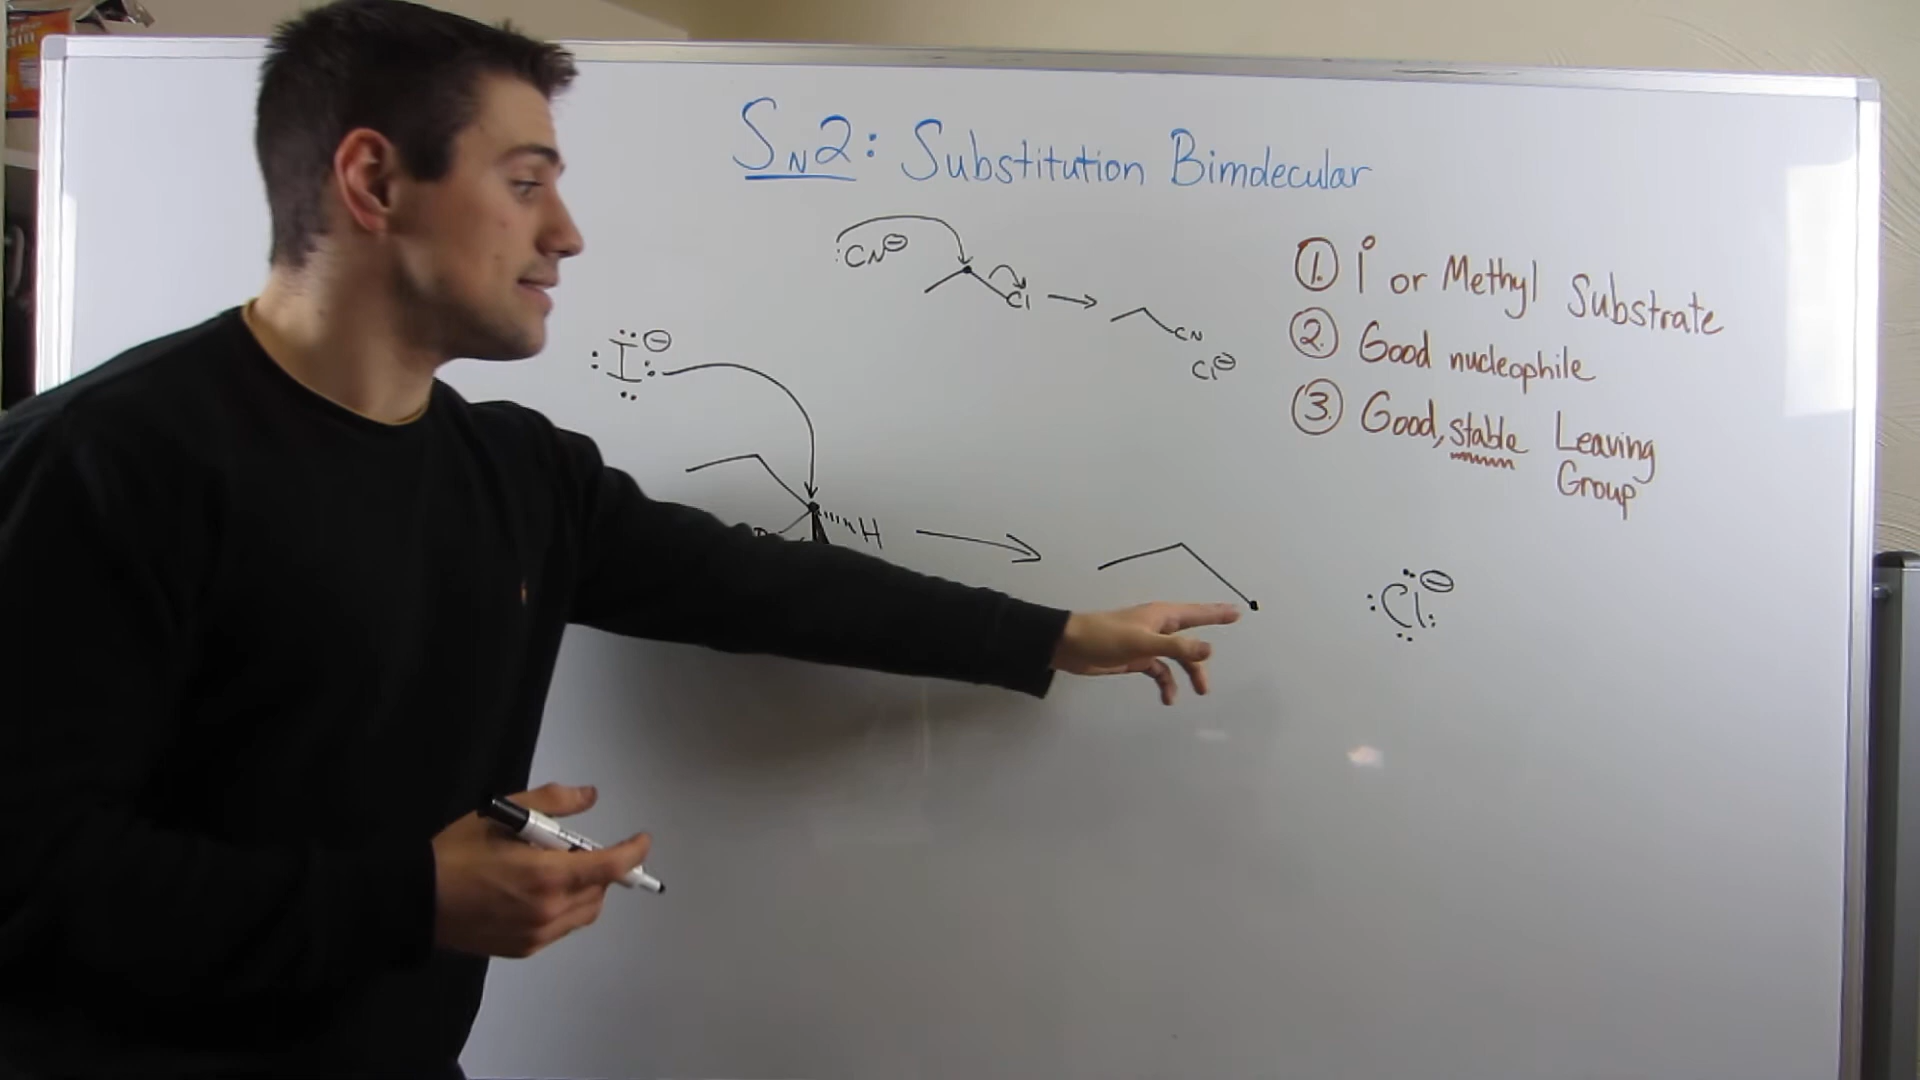 SN2: Substitution Bimolecular
:CN⊖
Cl
CN
Cl⊖
1. 1° or Methyl Substrate
2. Good nucleophile
3. Good, stable Leaving
Group
I⊖
H
Cl⊖